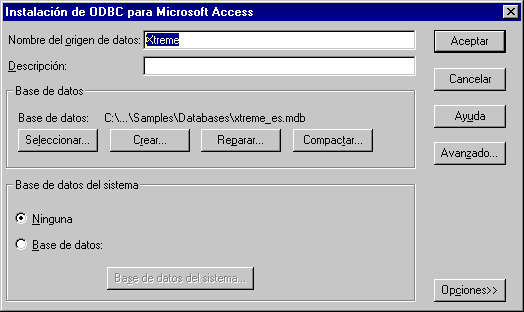 Instalación de ODBC para Microsoft Access
Nombre del origen de datos: Xtreme
Aceptar
Descripción:
Cancelar
Base de datos
Base de datos: C:\...\Samples\Databases\xtreme_es.mdb
Ayuda
Seleccionar... Crear... Reparar... Compactar...
Avanzado...
Base de datos del sistema
Ninguna
Base de datos:
Base de datos del sistema...
Opciones>>